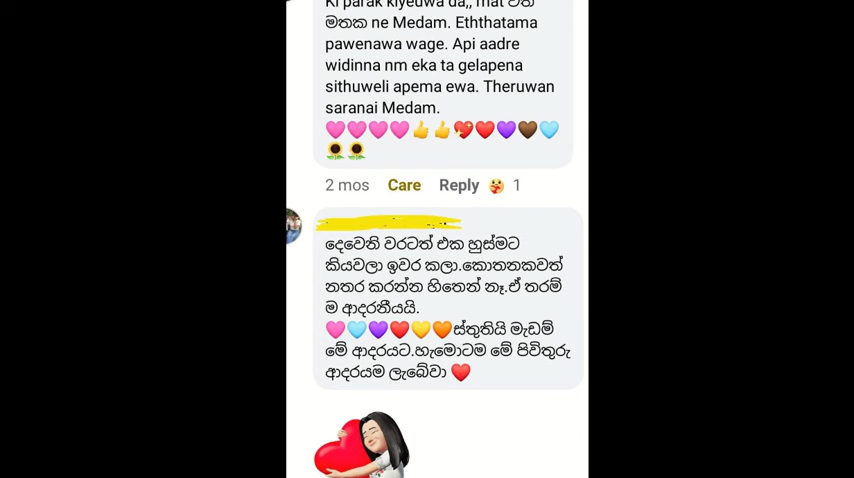 Ki parak kiyeuwa da,, mat වත්
මතක ne Medam. Eththatama
pawenawa wage. Api aadre
widinna nm eka ta gelapena
sithuweli apema ewa. Theruwan
saranai Medam.
🩷🩷🩷🩷👍👍💖❤️💜🤎🩵
🌻🌻
2 mos Care Reply 1
දෙවෙනි වරටත් එක හුස්මට
කියවලා ඉවර කලා.කොතනකවත්
නතර කරන්න හිතෙන් නෑ.ඒ තරම්
ම ආදරනීයයි.
🩷🩵💜❤️💛🧡ස්තුතියි මැඩම්
මේ ආදරයට.හැමොටම මේ පිවිතුරු
ආදරයම ලැබේවා ❤️